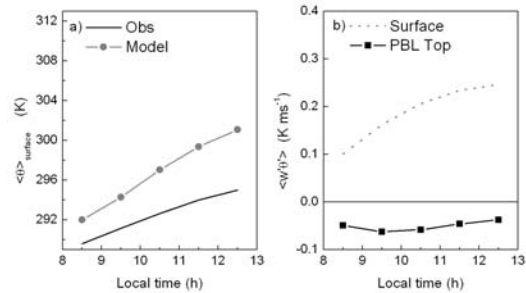 a)
Obs
Model
312
308
304
300
296
292
<θ> surface (K)
8 9 10 11 12 13
Local time (h)
b)
Surface
PBL Top
0.4
0.3
0.2
0.1
0.0
-0.1
<w'θ'> (K ms⁻¹)
8 9 10 11 12 13
Local time (h)